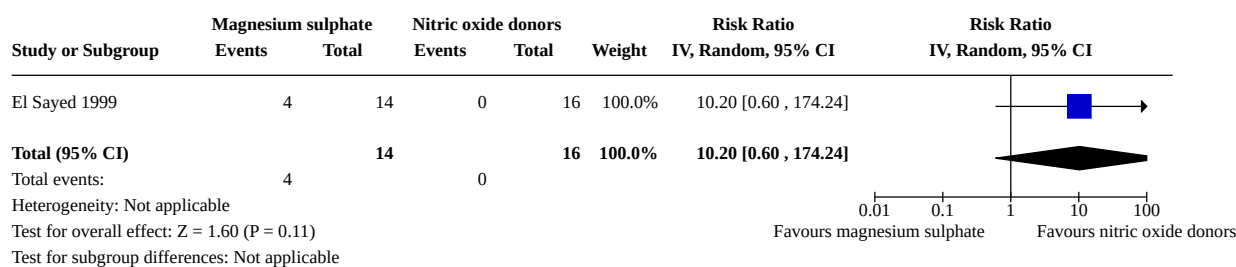 Magnesium sulphate Nitric oxide donors Risk Ratio Risk Ratio
Study or Subgroup Events Total Events Total Weight IV, Random, 95% CI IV, Random, 95% CI
El Sayed 1999 4 14 0 16 100.0% 10.20 [0.60 , 174.24]
Total (95% CI) 14 16 100.0% 10.20 [0.60 , 174.24]
Total events: 4 0
Heterogeneity: Not applicable 0.01 0.1 1 10 100
Test for overall effect: Z = 1.60 (P = 0.11) Favours magnesium sulphate Favours nitric oxide donors
Test for subgroup differences: Not applicable